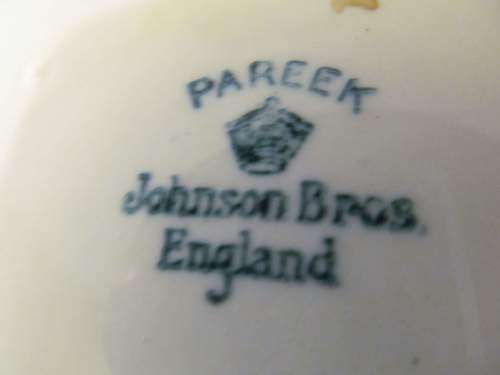 PAREEK
Johnson Bros.
England